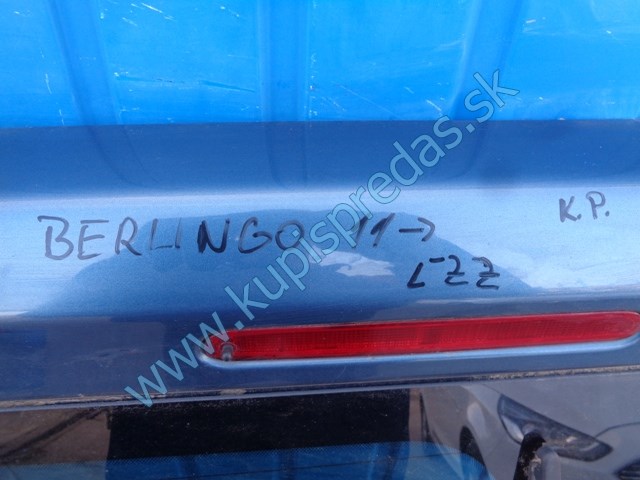 BERLINGO 11→ K.P.
LZZ
www.kupispredas.sk